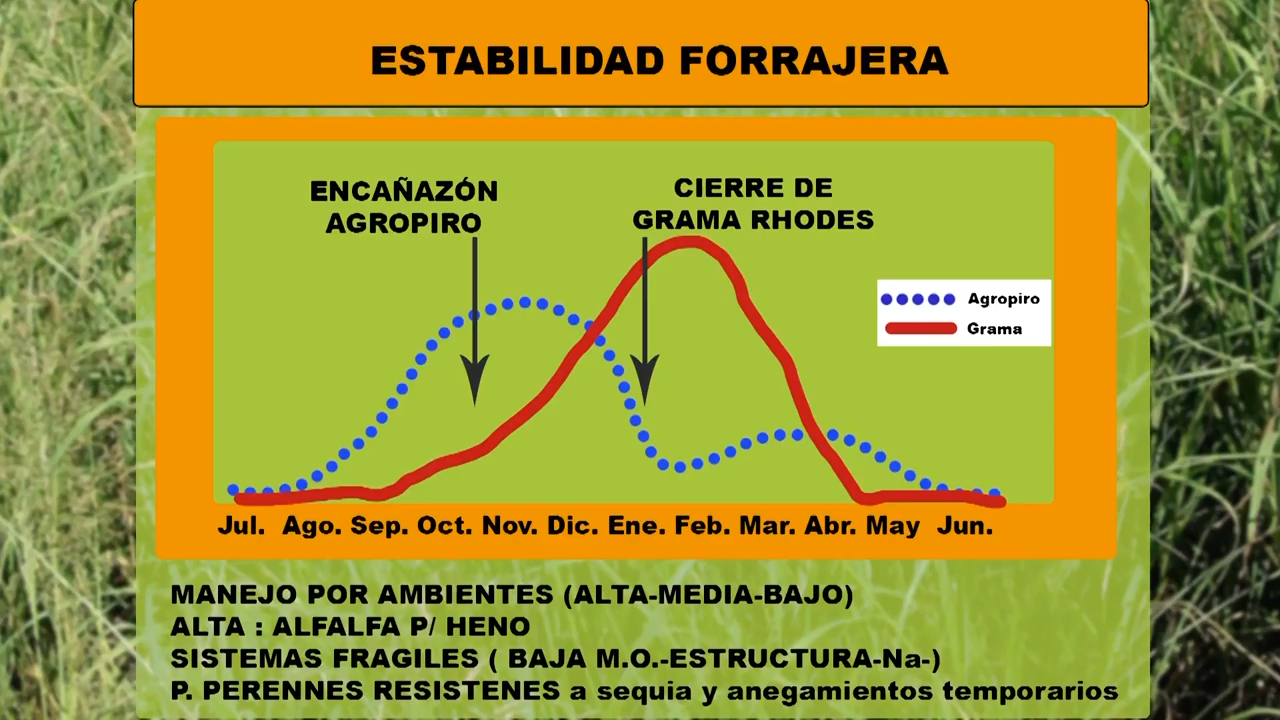 ESTABILIDAD FORRAJERA
ENCAÑAZÓN
AGROPIRO
CIERRE DE
GRAMA RHODES
Agropiro
Grama
Jul. Ago. Sep. Oct. Nov. Dic. Ene. Feb. Mar. Abr. May Jun.
MANEJO POR AMBIENTES (ALTA-MEDIA-BAJO)
ALTA : ALFALFA P/ HENO
SISTEMAS FRAGILES ( BAJA M.O.-ESTRUCTURA-Na-)
P. PERENNES RESISTENES a sequia y anegamientos temporarios